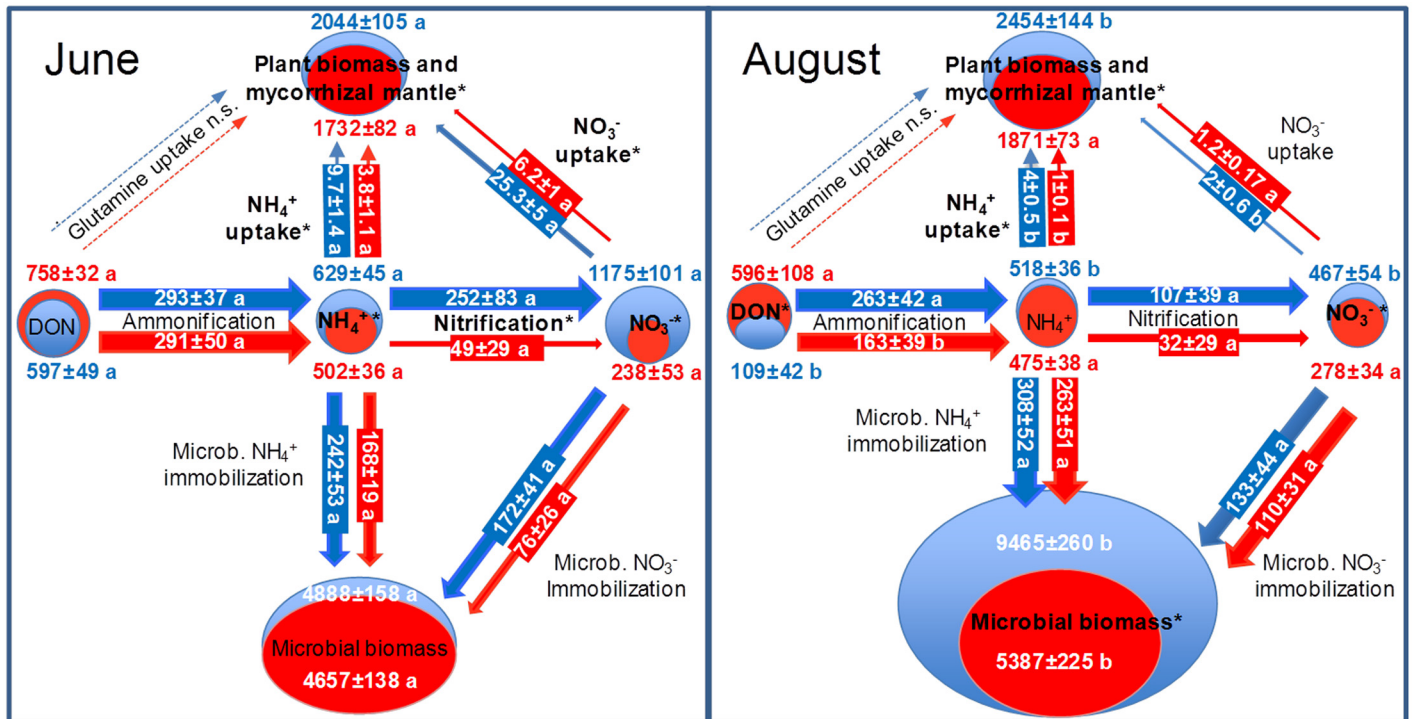 June
2044±105 a
Plant biomass and
mycorrhizal mantle*
1732±82 a
Glutamine uptake n.s.
NH₄⁺
uptake*
9.7±1.4 a
3.8±1.1 a
NO₃⁻
uptake*
6.2±1 a
25.3±5 a
758±32 a
DON
597±49 a
293±37 a
Ammonification
291±50 a
629±45 a
NH₄⁺*
502±36 a
252±83 a
Nitrification*
49±29 a
1175±101 a
NO₃⁻*
238±53 a
Microb. NH₄⁺
immobilization
242±53 a
168±19 a
172±41 a
76±26 a
Microb. NO₃⁻
Immobilization
4888±158 a
Microbial biomass
4657±138 a
August
2454±144 b
Plant biomass and
mycorrhizal mantle*
1871±73 a
Glutamine uptake n.s.
NH₄⁺
uptake*
4±0.5 b
1±0.1 b
NO₃⁻
uptake
1.2±0.17 a
2±0.6 b
596±108 a
DON*
109±42 b
263±42 a
Ammonification
163±39 b
518±36 b
NH₄⁺
475±38 a
107±39 a
Nitrification
32±29 a
467±54 b
NO₃⁻*
278±34 a
Microb. NH₄⁺
immobilization
308±52 a
263±51 a
133±44 a
110±31 a
Microb. NO₃⁻
immobilization
9465±260 b
Microbial biomass*
5387±225 b